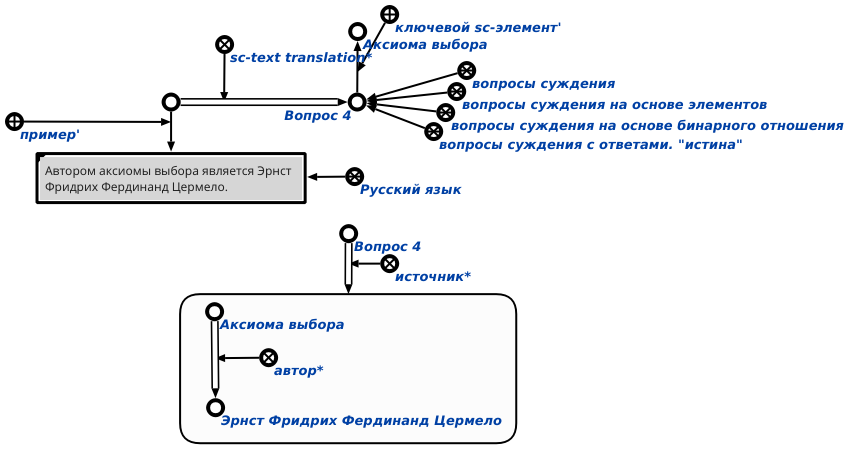 ключевой sc-элемент'
Аксиома выбора
sc-text translation*
вопросы суждения
вопросы суждения на основе элементов
Вопрос 4
вопросы суждения на основе бинарного отношения
пример'
вопросы суждения с ответами. "истина"
Автором аксиомы выбора является Эрнст
Фридрих Фердинанд Цермело.
Русский язык
Вопрос 4
источник*
Аксиома выбора
автор*
Эрнст Фридрих Фердинанд Цермело